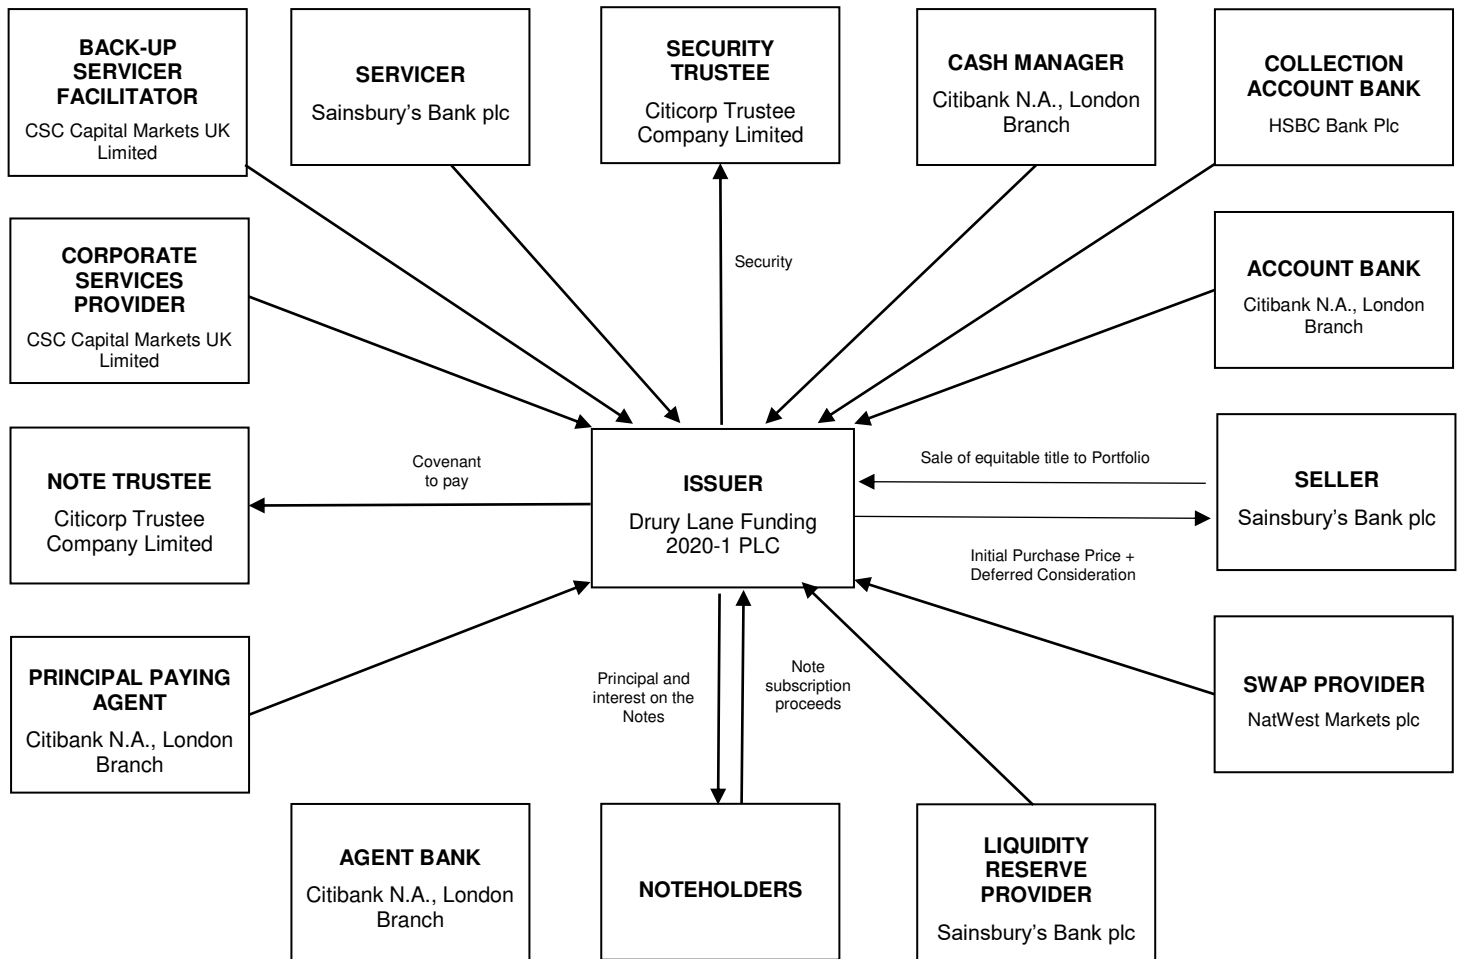 BACK-UP
SERVICER
FACILITATOR
CSC Capital Markets UK
Limited
SERVICER
Sainsbury’s Bank plc
SECURITY
TRUSTEE
Citicorp Trustee
Company Limited
CASH MANAGER
Citibank N.A., London
Branch
COLLECTION
ACCOUNT BANK
HSBC Bank Plc
CORPORATE
SERVICES
PROVIDER
CSC Capital Markets UK
Limited
Security
ACCOUNT BANK
Citibank N.A., London
Branch
NOTE TRUSTEE
Citicorp Trustee
Company Limited
Covenant
to pay
ISSUER
Drury Lane Funding
2020-1 PLC
Sale of equitable title to Portfolio
Initial Purchase Price +
Deferred Consideration
SELLER
Sainsbury’s Bank plc
PRINCIPAL PAYING
AGENT
Citibank N.A., London
Branch
Principal and
interest on the
Notes
Note
subscription
proceeds
SWAP PROVIDER
NatWest Markets plc
AGENT BANK
Citibank N.A., London
Branch
NOTEHOLDERS
LIQUIDITY
RESERVE
PROVIDER
Sainsbury’s Bank plc